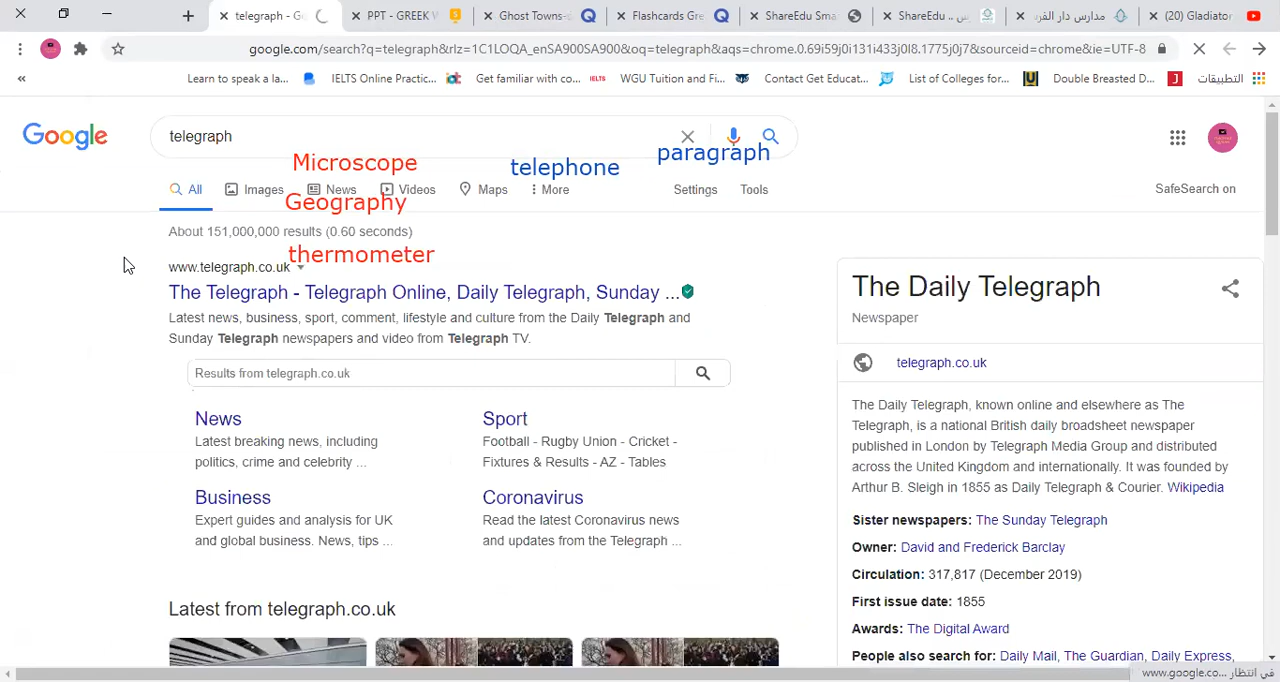 telegraph - G
PPT - GREEK W
Ghost Towns-
Flashcards Gre
ShareEdu Sma
ShareEdu ..
مدارس دار الفر
(20) Gladiator
google.com/search?q=telegraph&rlz=1C1LOQA_enSA900SA900&oq=telegraph&aqs=chrome.0.69i59j0i131i433j0l8.1775j0j7&sourceid=chrome&ie=UTF-8
Learn to speak a la...
IELTS Online Practic...
Get familiar with co...
IELTS
WGU Tuition and Fi...
Contact Get Educat...
List of Colleges for...
Double Breasted D...
التطبيقات
Google
telegraph
Microscope
telephone
paragraph
All
Images
News
Videos
Maps
More
Settings
Tools
SafeSearch on
Geography
About 151,000,000 results (0.60 seconds)
thermometer
www.telegraph.co.uk
The Telegraph - Telegraph Online, Daily Telegraph, Sunday ...
Latest news, business, sport, comment, lifestyle and culture from the Daily Telegraph and
Sunday Telegraph newspapers and video from Telegraph TV.
Results from telegraph.co.uk
News
Latest breaking news, including
politics, crime and celebrity ...
Sport
Football - Rugby Union - Cricket -
Fixtures & Results - AZ - Tables
Business
Expert guides and analysis for UK
and global business. News, tips ...
Coronavirus
Read the latest Coronavirus news
and updates from the Telegraph ...
Latest from telegraph.co.uk
The Daily Telegraph
Newspaper
telegraph.co.uk
The Daily Telegraph, known online and elsewhere as The
Telegraph, is a national British daily broadsheet newspaper
published in London by Telegraph Media Group and distributed
across the United Kingdom and internationally. It was founded by
Arthur B. Sleigh in 1855 as Daily Telegraph & Courier. Wikipedia
Sister newspapers: The Sunday Telegraph
Owner: David and Frederick Barclay
Circulation: 317,817 (December 2019)
First issue date: 1855
Awards: The Digital Award
People also search for: Daily Mail, The Guardian, Daily Express,
في انتظار www.google.co...